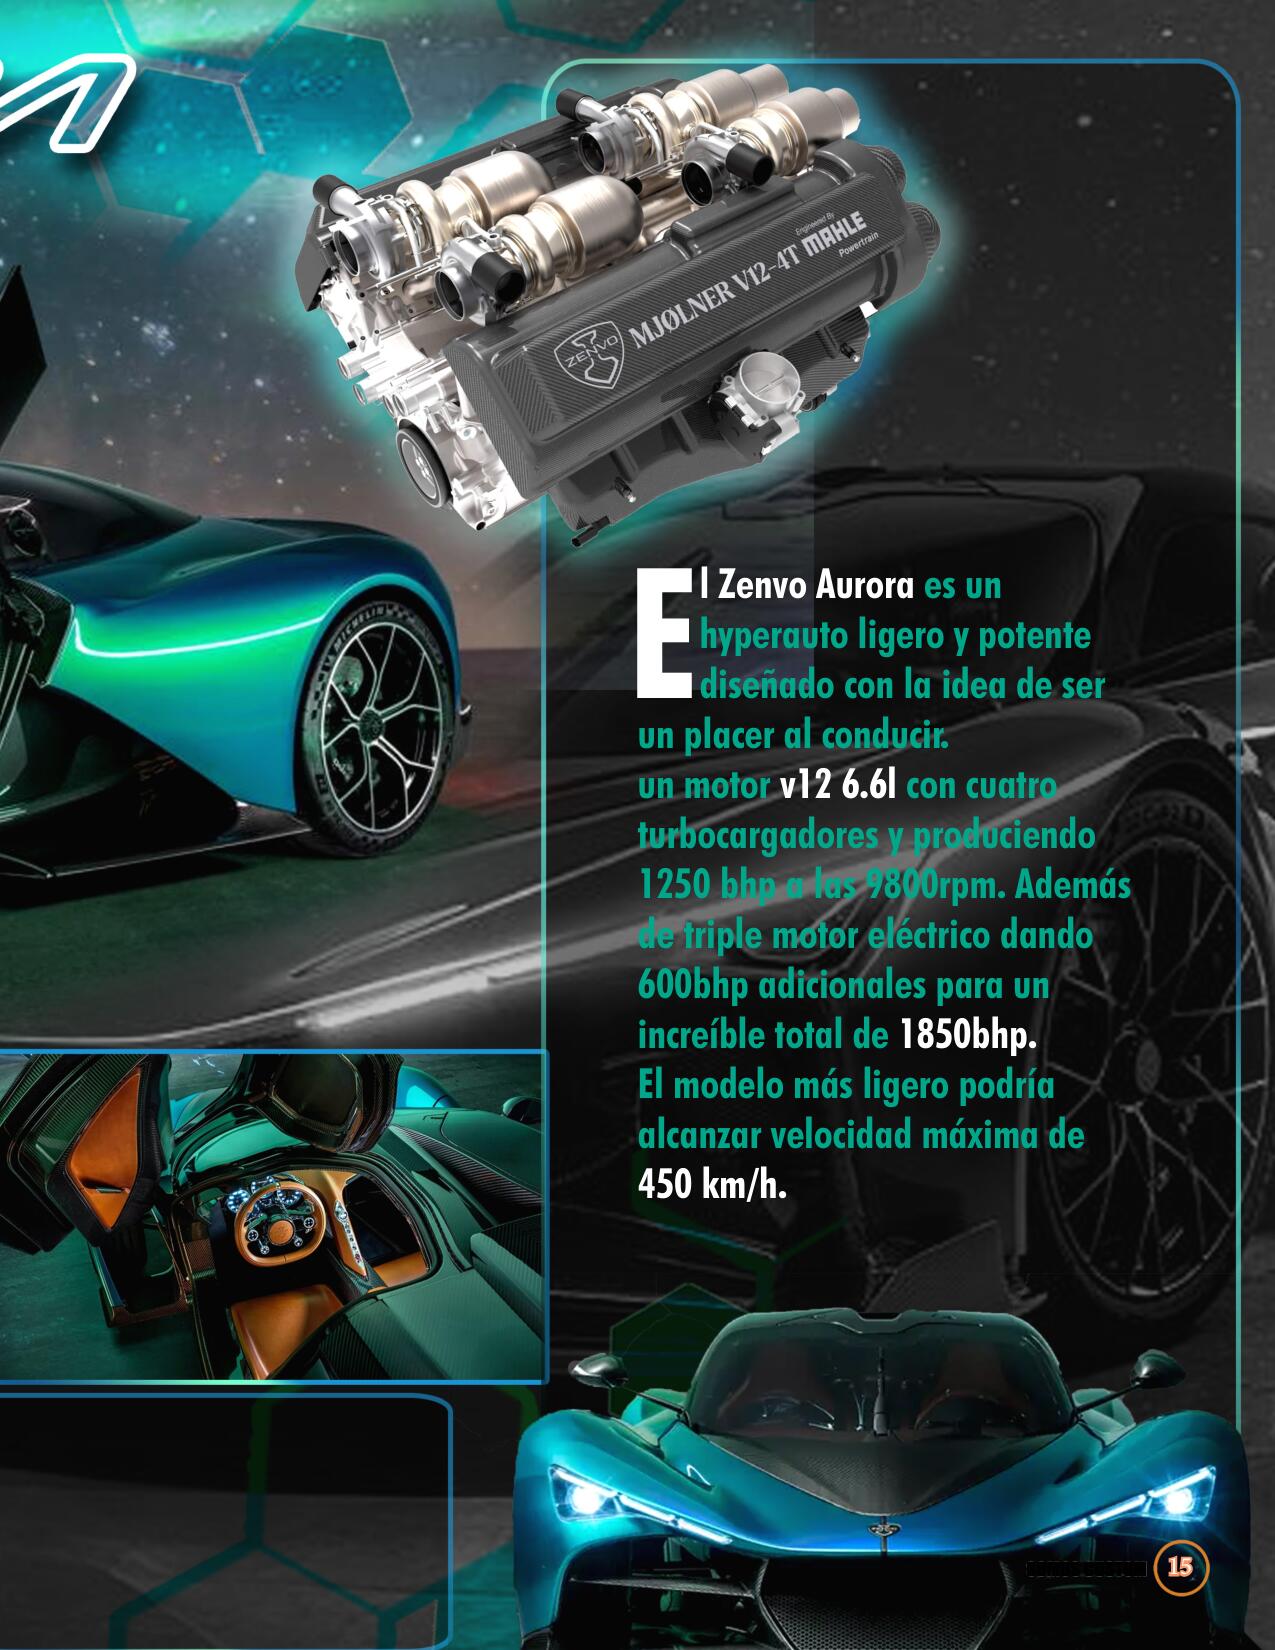 ZENVO
MJØLNER V12-4T
Engineered By
MAHLE
Powertrain
MICHELIN
El Zenvo Aurora es un
hyperauto ligero y potente
diseñado con la idea de ser
un placer al conducir.
un motor v12 6.6l con cuatro
turbocargadores y produciendo
1250 bhp a las 9800rpm. Además
de triple motor eléctrico dando
600bhp adicionales para un
increíble total de 1850bhp.
El modelo más ligero podría
alcanzar velocidad máxima de
450 km/h.
15